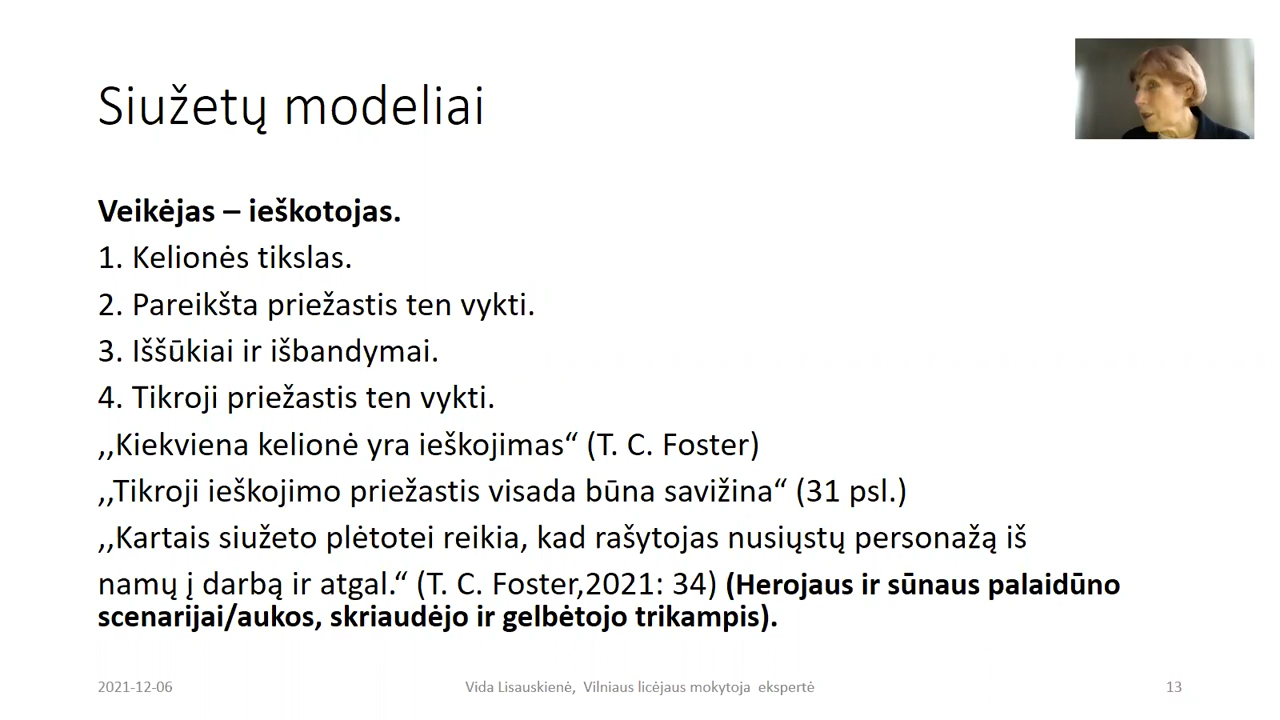 Siužetų modeliai
Veikėjas – ieškotojas.
1. Kelionės tikslas.
2. Pareikšta priežastis ten vykti.
3. Iššūkiai ir išbandymai.
4. Tikroji priežastis ten vykti.
,,Kiekviena kelionė yra ieškojimas“ (T. C. Foster)
,,Tikroji ieškojimo priežastis visada būna savižina“ (31 psl.)
,,Kartais siužeto plėtotei reikia, kad rašytojas nusiųstų personažą iš
namų į darbą ir atgal.“ (T. C. Foster,2021: 34) (Herojaus ir sūnaus palaidūno
scenarijai/aukos, skriaudėjo ir gelbėtojo trikampis).
2021-12-06
Vida Lisauskienė, Vilniaus licėjaus mokytoja ekspertė
13